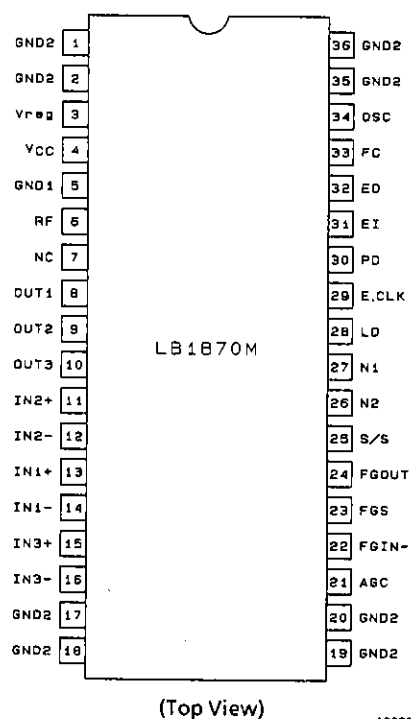 GND2 1
GND2 2
Vreg 3
VCC 4
GND1 5
RF 6
NC 7
OUT1 8
OUT2 9
OUT3 10
IN2+ 11
IN2- 12
IN1+ 13
IN1- 14
IN3+ 15
IN3- 16
GND2 17
GND2 18
LB1870M
36 GND2
35 GND2
34 OSC
33 FC
32 EO
31 EI
30 PD
29 E.CLK
28 LD
27 N1
26 N2
25 S/S
24 FGOUT
23 FGS
22 FGIN-
21 AGC
20 GND2
19 GND2
(Top View)